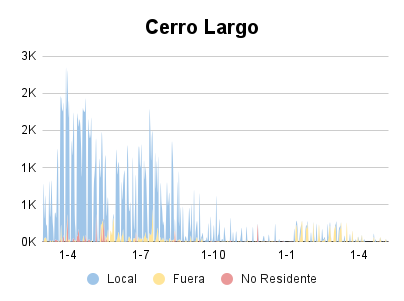 Cerro Largo
3K
2K
2K
1K
1K
0K
1-4 1-7 1-10 1-1 1-4
Local Fuera No Residente